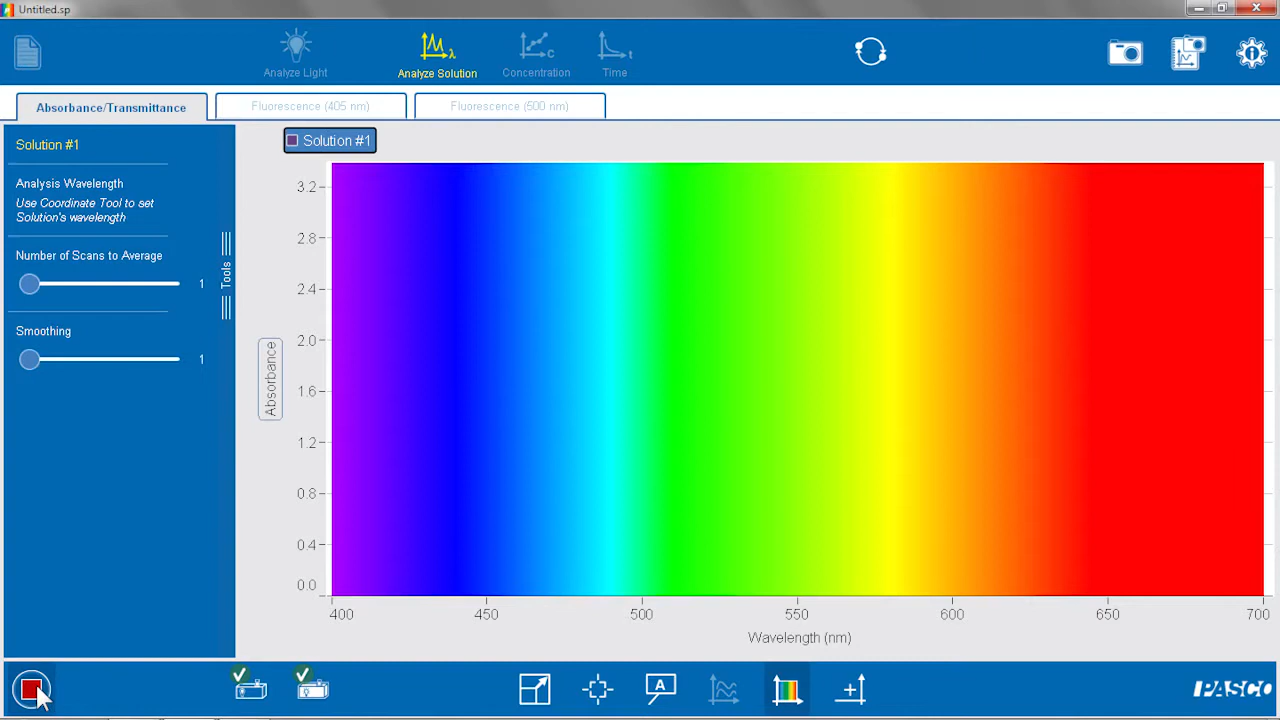 Untitled.sp
Analyze Light
Analyze Solution
Concentration
Time
λ
c
t
Absorbance/Transmittance
Fluorescence (405 nm)
Fluorescence (500 nm)
Solution #1
Analysis Wavelength
Use Coordinate Tool to set
Solution's wavelength
Number of Scans to Average
1
Smoothing
1
Tools
Solution #1
Absorbance
3.2
2.8
2.4
2.0
1.6
1.2
0.8
0.4
0.0
400 450 500 550 600 650 700
Wavelength (nm)
A
PASCO